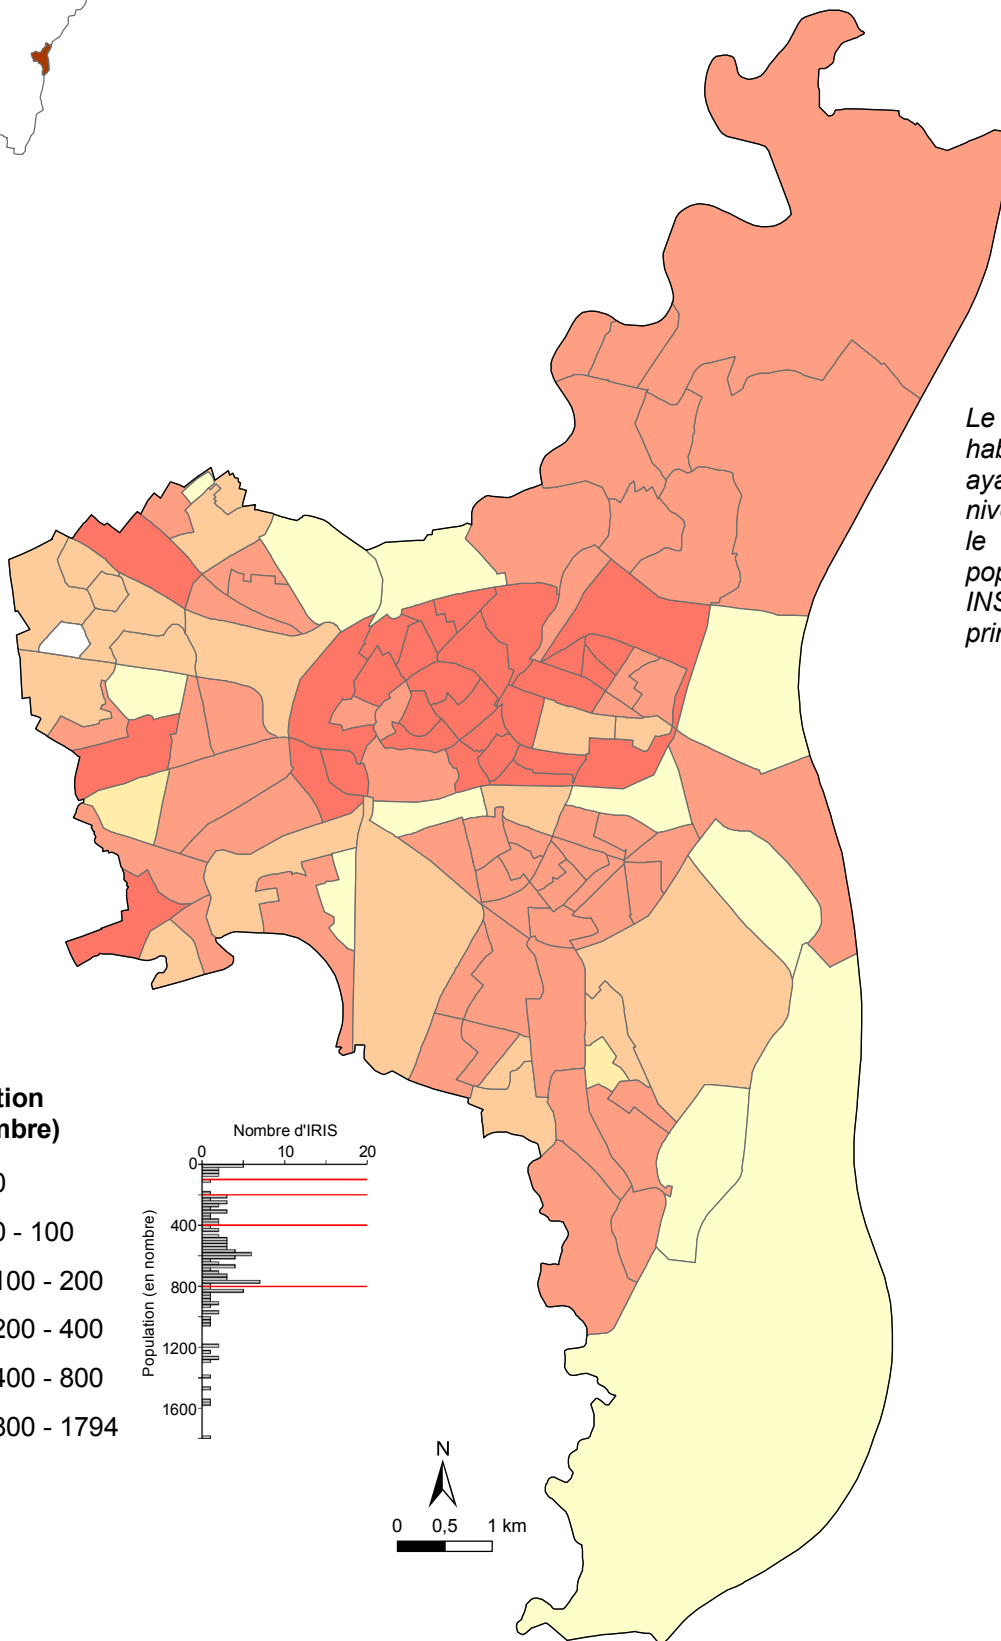 Le
hab
aya
nive
le
pop
INS
prin
tion
mbre)
0
0 - 100
100 - 200
200 - 400
400 - 800
800 - 1794
Nombre d'IRIS
0 10 20
0
400
800
1200
1600
Population (en nombre)
N
0 0,5 1 km